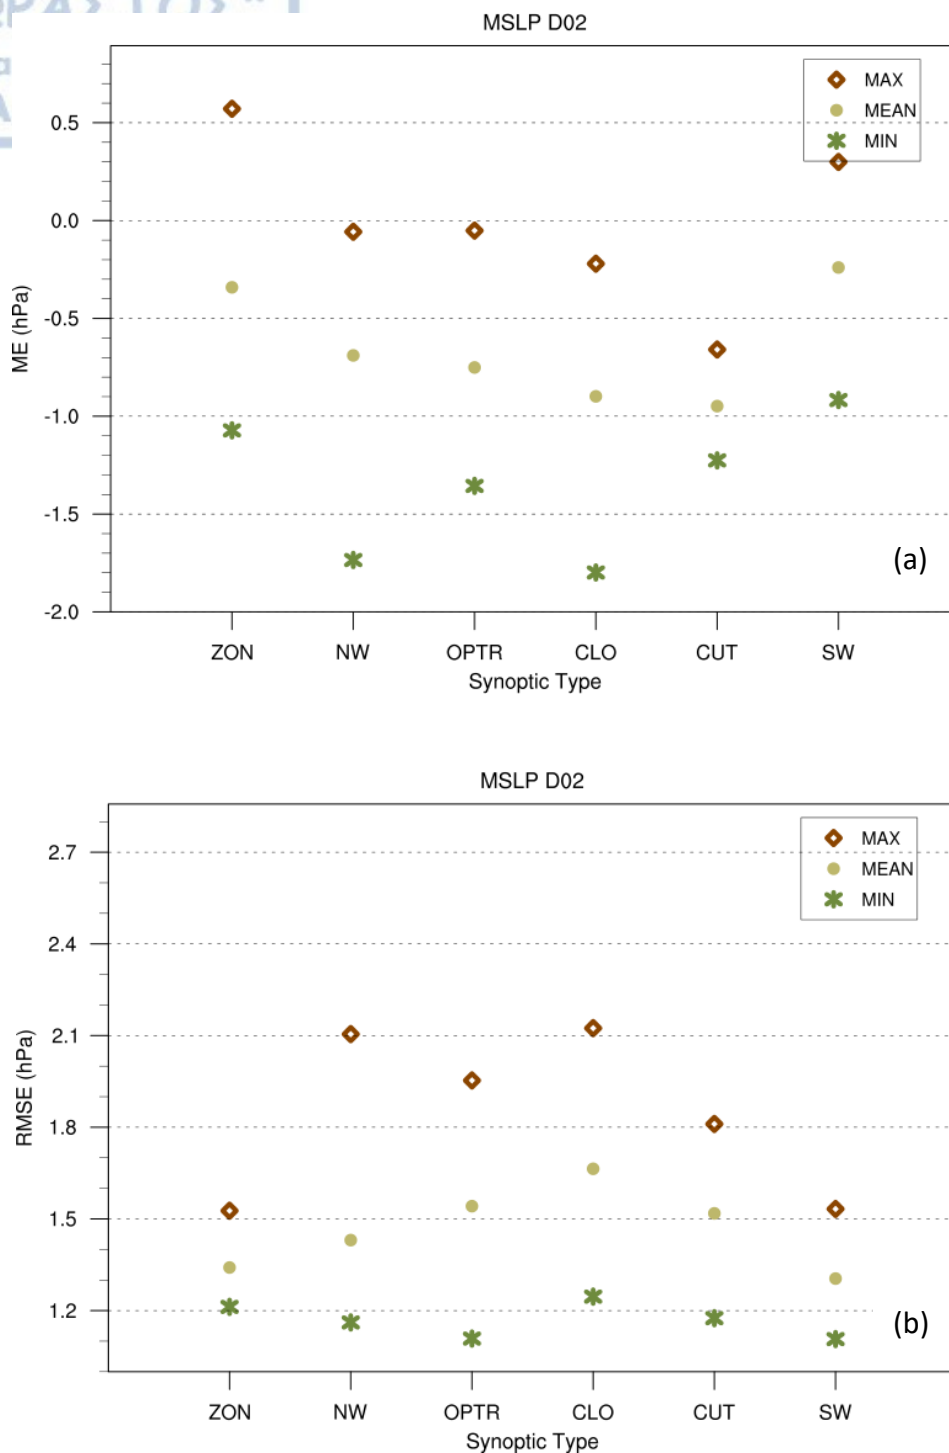 MSLP D02
MAX
MEAN
MIN
0.5
0.0
-0.5
-1.0
-1.5
-2.0
ME (hPa)
(a)
ZON NW OPTR CLO CUT SW
Synoptic Type
MSLP D02
MAX
MEAN
MIN
2.7
2.4
2.1
1.8
1.5
1.2
RMSE (hPa)
(b)
ZON NW OPTR CLO CUT SW
Synoptic Type